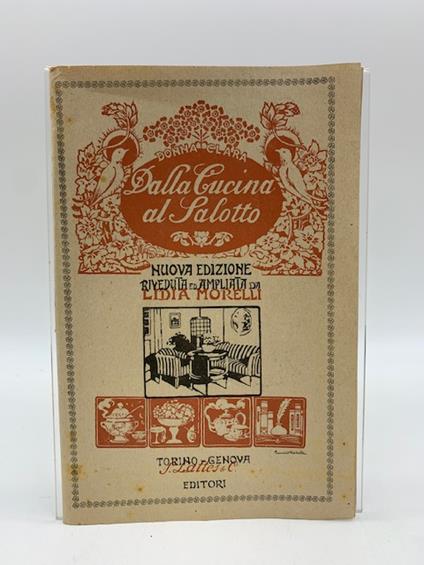 DONNA CLARA
Dalla Cucina
al Salotto
NUOVA EDIZIONE
RIVEDUTA ED AMPLIATA DA
LIDIA MORELLI
TORINO-GENOVA
S. Lattes & C.
EDITORI